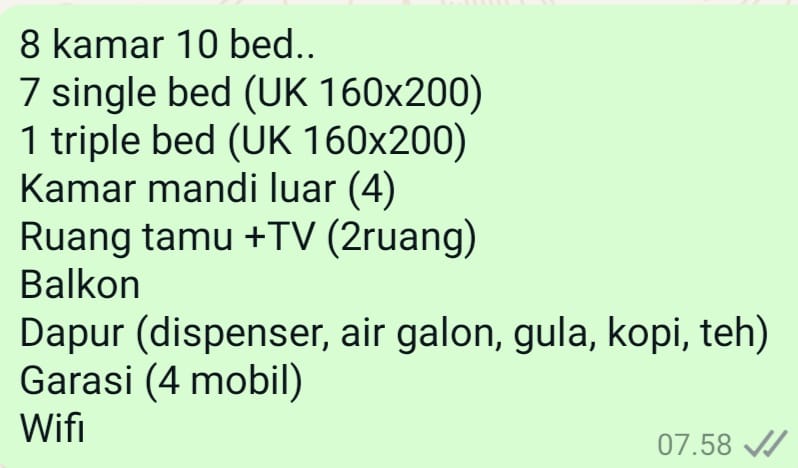 8 kamar 10 bed..
7 single bed (UK 160x200)
1 triple bed (UK 160x200)
Kamar mandi luar (4)
Ruang tamu +TV (2ruang)
Balkon
Dapur (dispenser, air galon, gula, kopi, teh)
Garasi (4 mobil)
Wifi
07.58